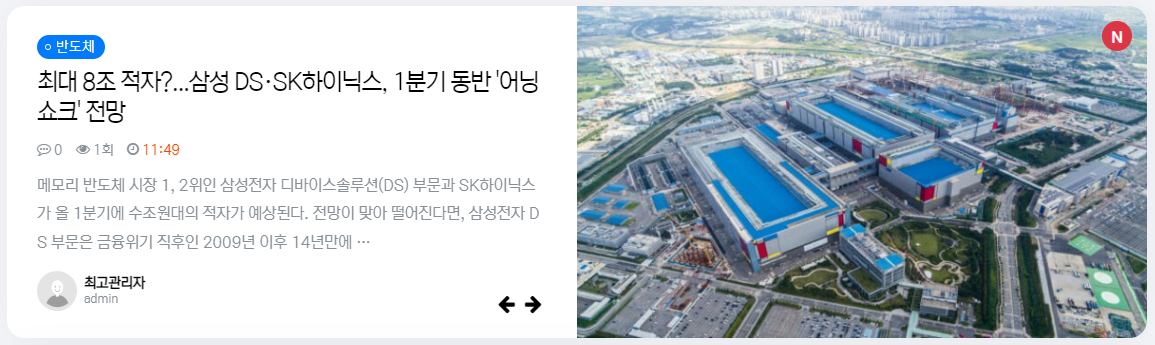 반도체
최대 8조 적자?...삼성 DS·SK하이닉스, 1분기 동반 '어닝
쇼크' 전망
0 1회 11:49
메모리 반도체 시장 1, 2위인 삼성전자 디바이스솔루션(DS) 부문과 SK하이닉스
가 올 1분기에 수조원대의 적자가 예상된다. 전망이 맞아 떨어진다면, 삼성전자 D
S 부문은 금융위기 직후인 2009년 이후 14년만에 …
최고관리자
admin
N